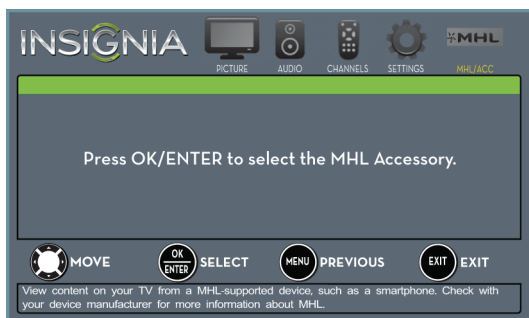 INSIGNIA
MHL
PICTURE AUDIO CHANNELS SETTINGS MHL/ACC
Press OK/ENTER to select the MHL Accessory.
MOVE OK ENTER SELECT MENU PREVIOUS EXIT EXIT
View content on your TV from a MHL-supported device, such as a smartphone. Check with
your device manufacturer for more information about MHL.